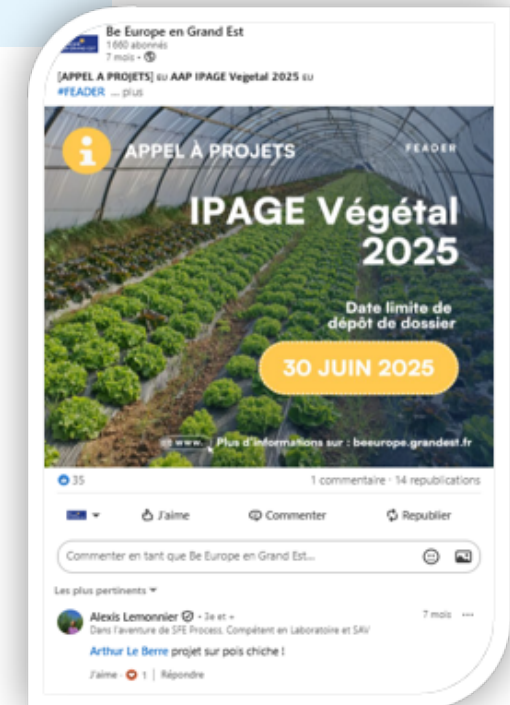 Be Europe en Grand Est
1 660 abonnés
7 mois •
[APPEL A PROJETS] EU AAP IPAGE Vegetal 2025 EU
#FEADER ... plus
APPEL À PROJETS
FEADER
IPAGE Végétal
2025
Date limite de
dépôt de dossier
30 JUIN 2025
www. Plus d'informations sur : beeurope.grandest.fr
35
1 commentaire · 14 republications
J'aime
Commenter
Republier
Commenter en tant que Be Europe en Grand Est...
Les plus pertinents
Alexis Lemonnier • 3e et +
7 mois ...
Dans l'aventure de SFE Process, Compétent en Laboratoire et SAV
Arthur Le Berre projet sur pois chiche !
J'aime · 1 | Répondre